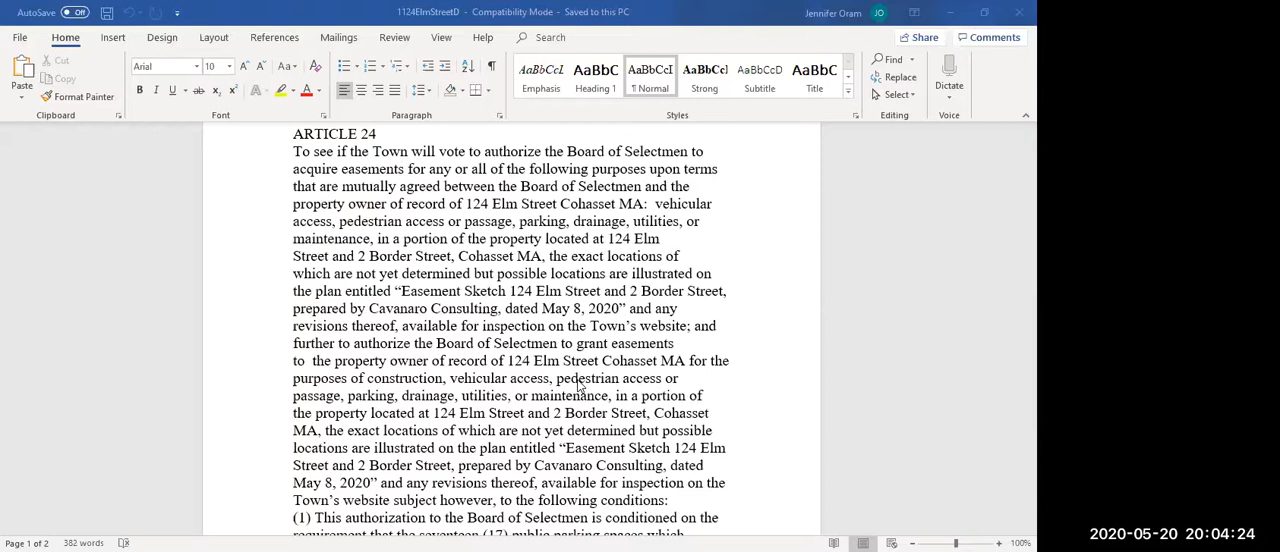 AutoSave Off 1124ElmStreetD - Compatibility Mode - Saved to this PC Jennifer Oram JO
File Home Insert Design Layout References Mailings Review View Help Search Share Comments
Cut
Copy
Format Painter
Paste
Arial 10
Aa
B I U ab x₂ x² A A
AaBbCcI AaBbC AaBbCcI AaBbCcI AaBbCcD AaBbC
Emphasis Heading 1 ¶ Normal Strong Subtitle Title
Find
Replace
Select
Dictate
Clipboard Font Paragraph Styles Editing Voice
ARTICLE 24
To see if the Town will vote to authorize the Board of Selectmen to
acquire easements for any or all of the following purposes upon terms
that are mutually agreed between the Board of Selectmen and the
property owner of record of 124 Elm Street Cohasset MA: vehicular
access, pedestrian access or passage, parking, drainage, utilities, or
maintenance, in a portion of the property located at 124 Elm
Street and 2 Border Street, Cohasset MA, the exact locations of
which are not yet determined but possible locations are illustrated on
the plan entitled “Easement Sketch 124 Elm Street and 2 Border Street,
prepared by Cavanaro Consulting, dated May 8, 2020” and any
revisions thereof, available for inspection on the Town’s website; and
further to authorize the Board of Selectmen to grant easements
to the property owner of record of 124 Elm Street Cohasset MA for the
purposes of construction, vehicular access, pedestrian access or
passage, parking, drainage, utilities, or maintenance, in a portion of
the property located at 124 Elm Street and 2 Border Street, Cohasset
MA, the exact locations of which are not yet determined but possible
locations are illustrated on the plan entitled “Easement Sketch 124 Elm
Street and 2 Border Street, prepared by Cavanaro Consulting, dated
May 8, 2020” and any revisions thereof, available for inspection on the
Town’s website subject however, to the following conditions:
(1) This authorization to the Board of Selectmen is conditioned on the
requirement that the seventeen (17) public parking spaces which
Page 1 of 2 382 words 100%
2020-05-20 20:04:24